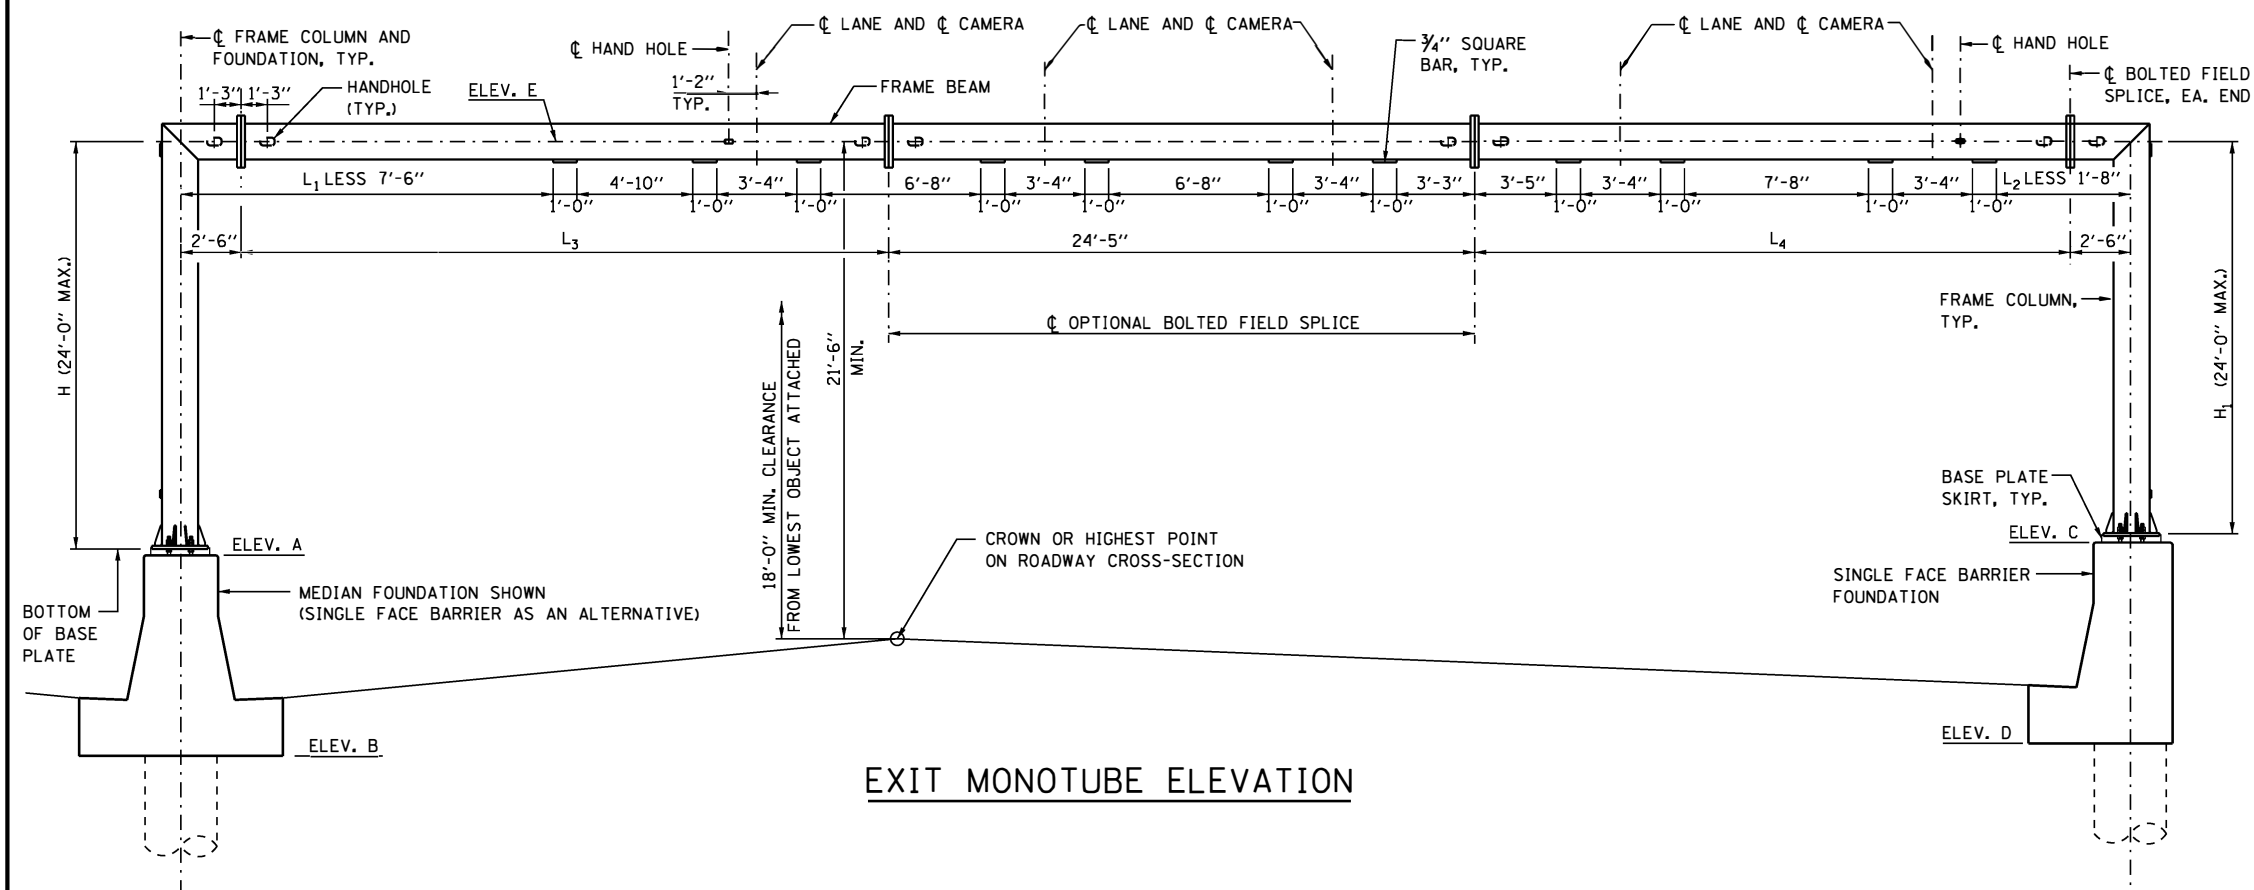 ℄ FRAME COLUMN AND
FOUNDATION, TYP.
℄ HAND HOLE
℄ LANE AND ℄ CAMERA
℄ LANE AND ℄ CAMERA
3/4" SQUARE
BAR, TYP.
℄ LANE AND ℄ CAMERA
℄ HAND HOLE
℄ BOLTED FIELD
SPLICE, EA. END
1'-3" 1'-3"
HANDHOLE
(TYP.)
ELEV. E
1'-2"
TYP.
FRAME BEAM
L1 LESS 7'-6" 4'-10" 3'-4" 6'-8" 3'-4" 6'-8" 3'-4" 3'-3" 3'-5" 3'-4" 7'-8" 3'-4" L2 LESS 1'-8"
1'-0" 1'-0" 1'-0" 1'-0" 1'-0" 1'-0" 1'-0" 1'-0" 1'-0" 1'-0" 1'-0"
2'-6" L3 24'-5" L4 2'-6"
H (24'-0" MAX.)
18'-0" MIN. CLEARANCE
FROM LOWEST OBJECT ATTACHED
21'-6"
MIN.
℄ OPTIONAL BOLTED FIELD SPLICE
FRAME COLUMN,
TYP.
H1 (24'-0" MAX.)
BASE PLATE
SKIRT, TYP.
ELEV. A
ELEV. C
CROWN OR HIGHEST POINT
ON ROADWAY CROSS-SECTION
MEDIAN FOUNDATION SHOWN
(SINGLE FACE BARRIER AS AN ALTERNATIVE)
SINGLE FACE BARRIER
FOUNDATION
BOTTOM
OF BASE
PLATE
ELEV. B
ELEV. D
EXIT MONOTUBE ELEVATION